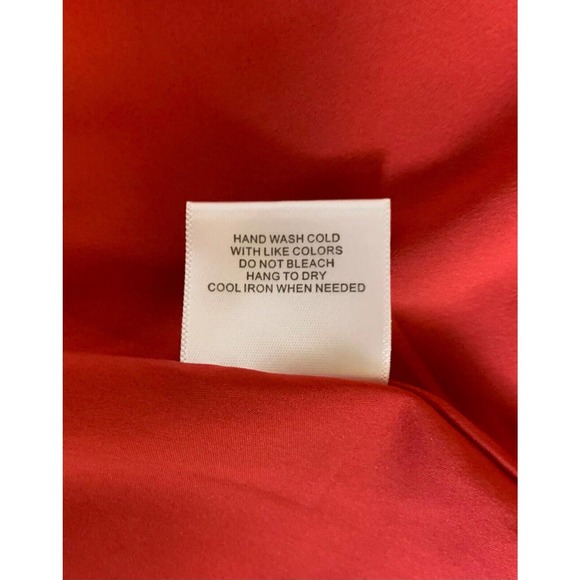 HAND WASH COLD
WITH LIKE COLORS
DO NOT BLEACH
HANG TO DRY
COOL IRON WHEN NEEDED